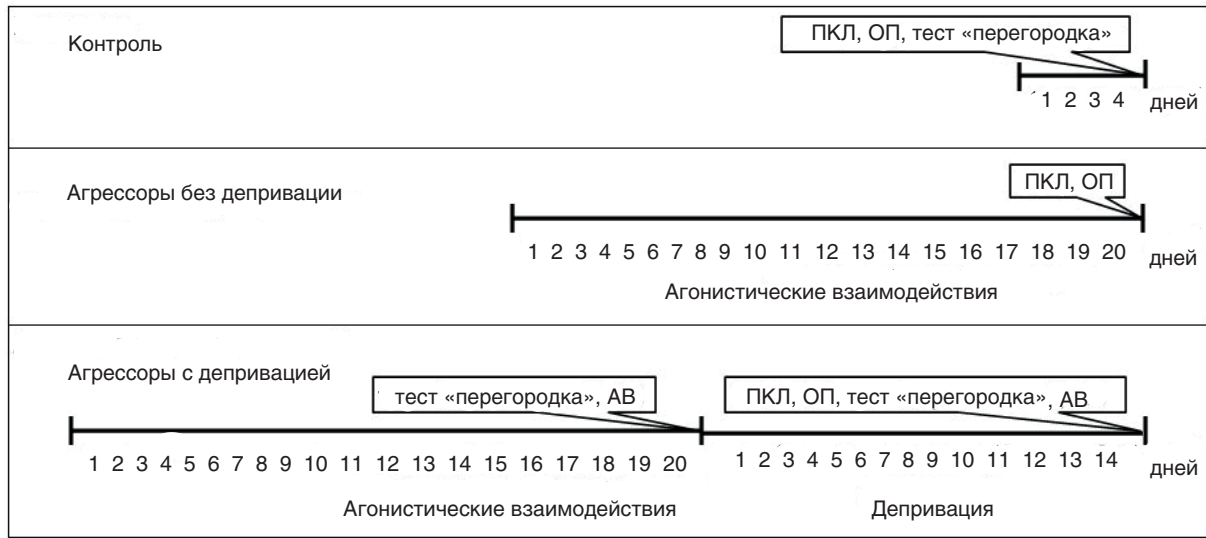 Контроль
ПКЛ, ОП, тест «перегородка»
1 2 3 4 дней
Агрессоры без депривации
ПКЛ, ОП
1 2 3 4 5 6 7 8 9 10 11 12 13 14 15 16 17 18 19 20 дней
Агонистические взаимодействия
Агрессоры с депривацией
тест «перегородка», АВ ПКЛ, ОП, тест «перегородка», АВ
1 2 3 4 5 6 7 8 9 10 11 12 13 14 15 16 17 18 19 20 1 2 3 4 5 6 7 8 9 10 11 12 13 14 дней
Агонистические взаимодействия Депривация